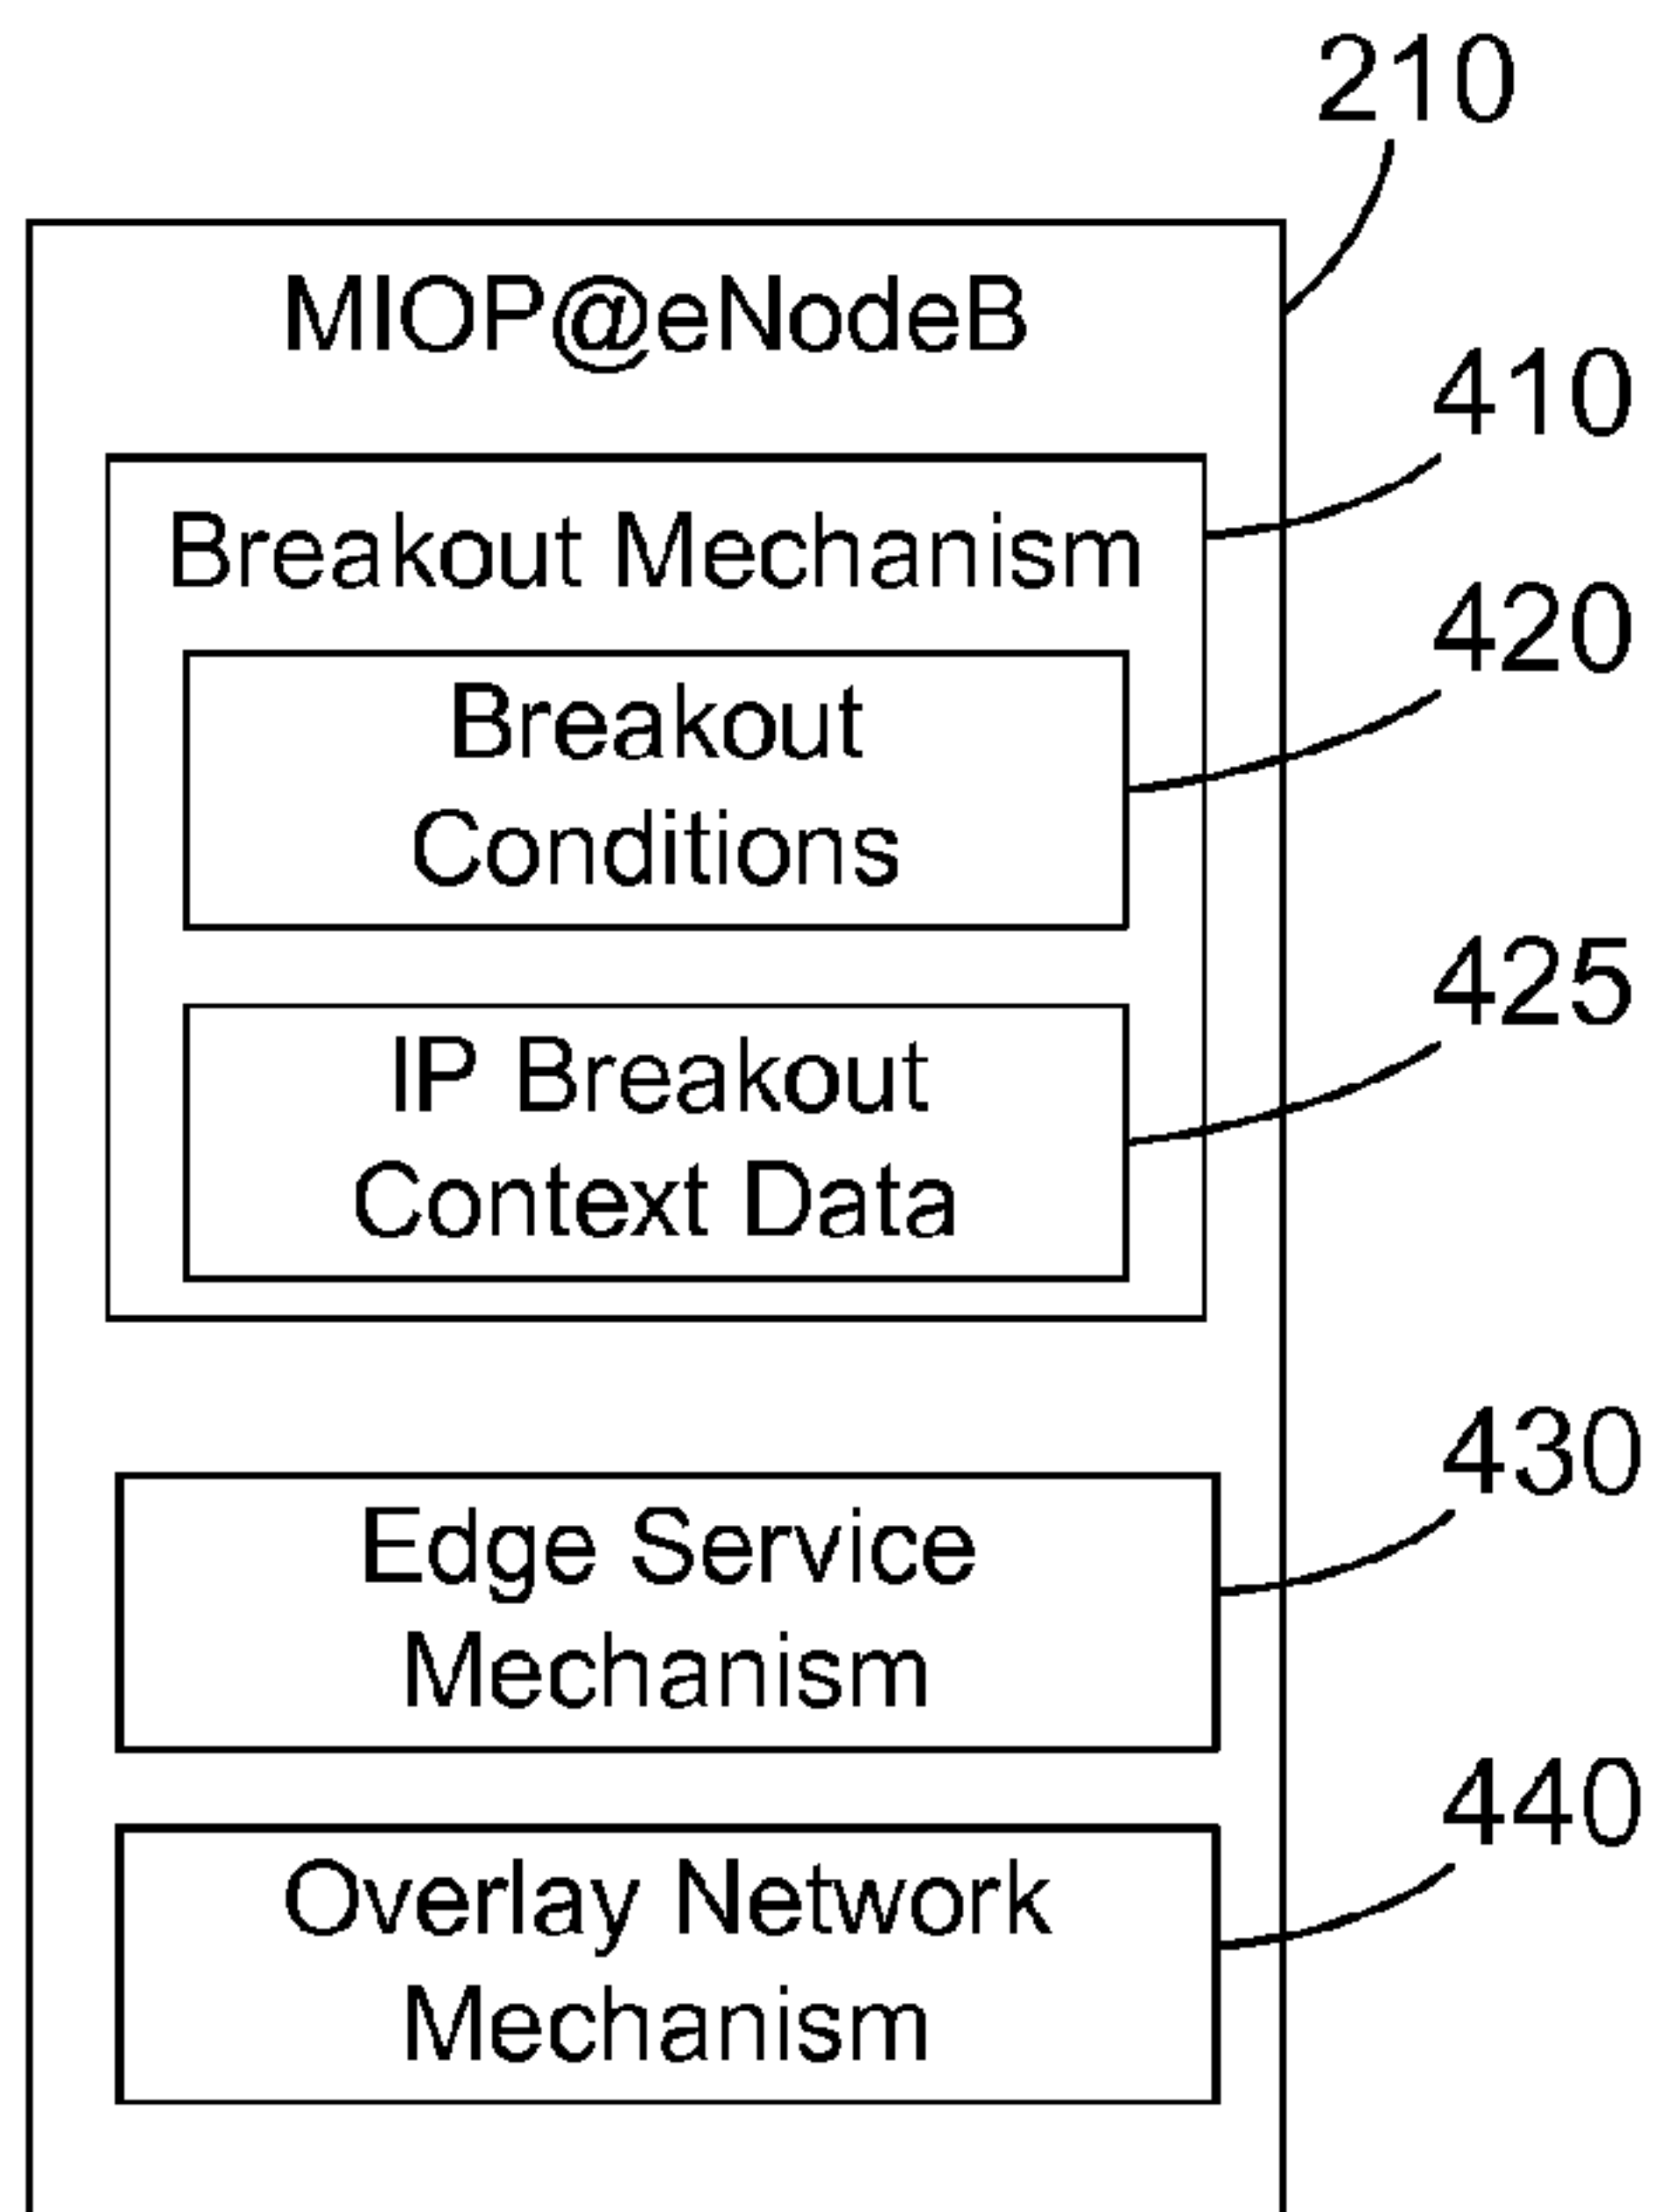 210
MIOP@eNodeB
410
Breakout Mechanism
420
Breakout
Conditions
425
IP Breakout
Context Data
430
Edge Service
Mechanism
440
Overlay Network
Mechanism